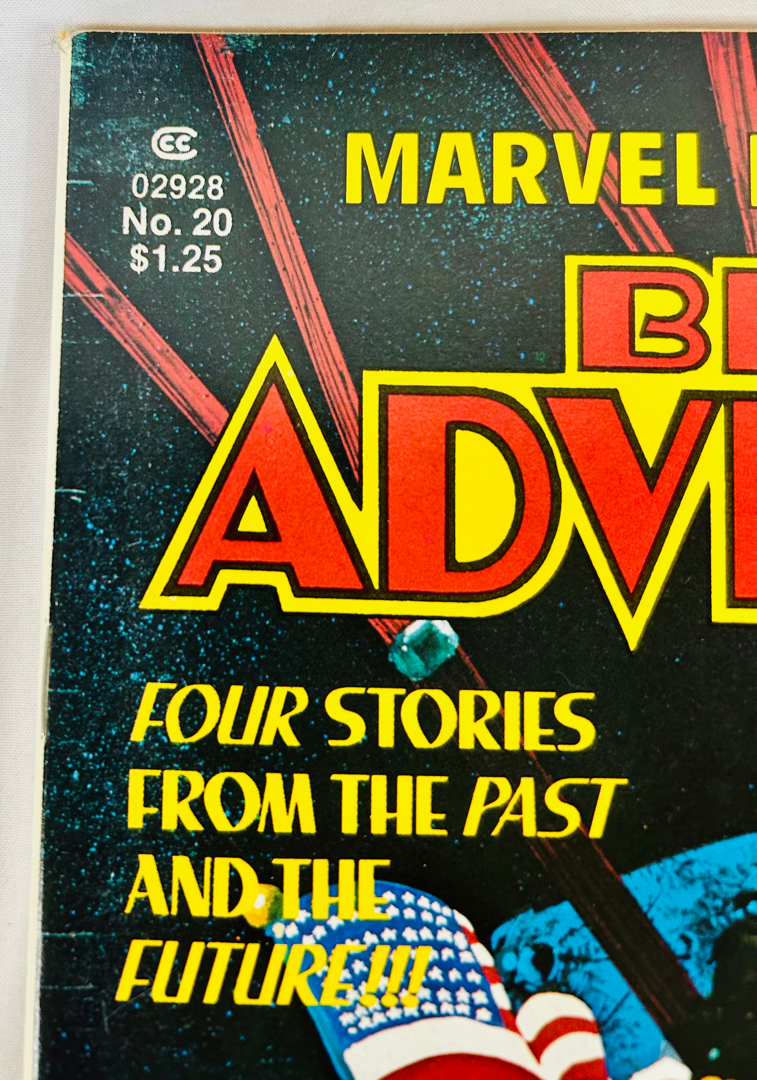 CC
02928
No. 20
$1.25
MARVEL
FOUR STORIES
FROM THE PAST
AND THE
FUTURE!!!